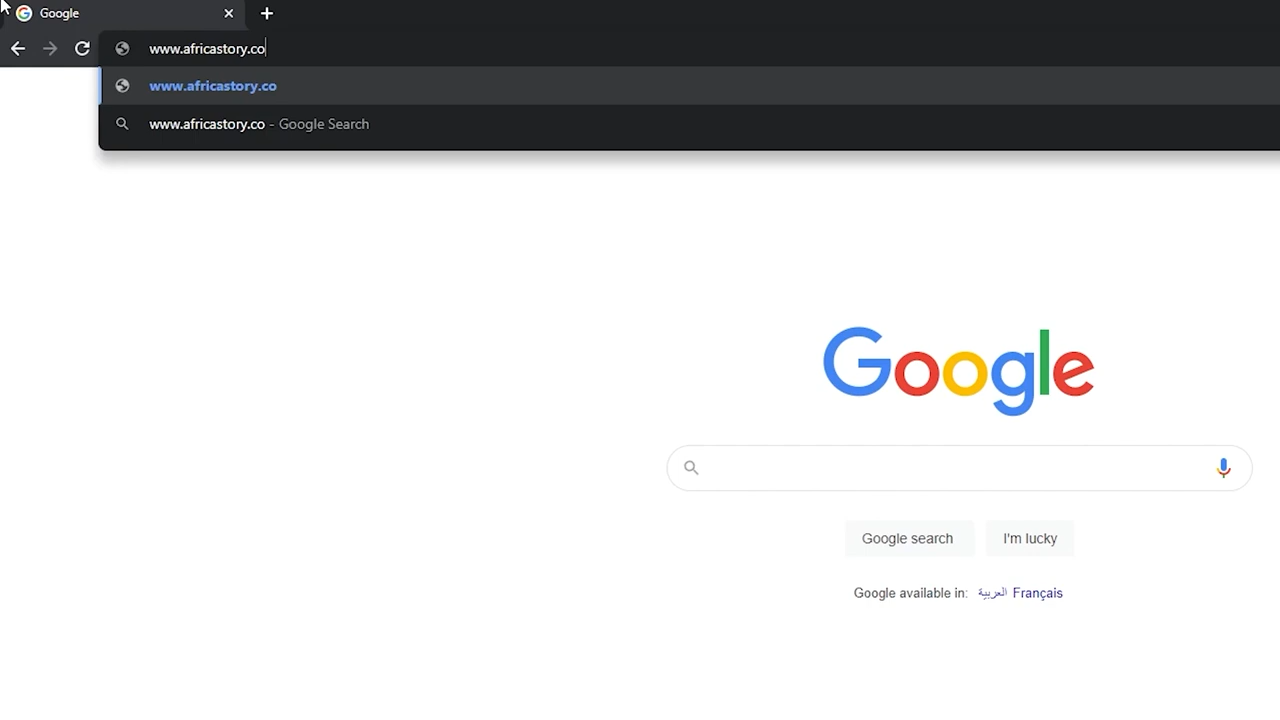 Google
www.africastory.co
www.africastory.co
www.africastory.co - Google Search
Google
Google search
I'm lucky
Google available in: العربية Français